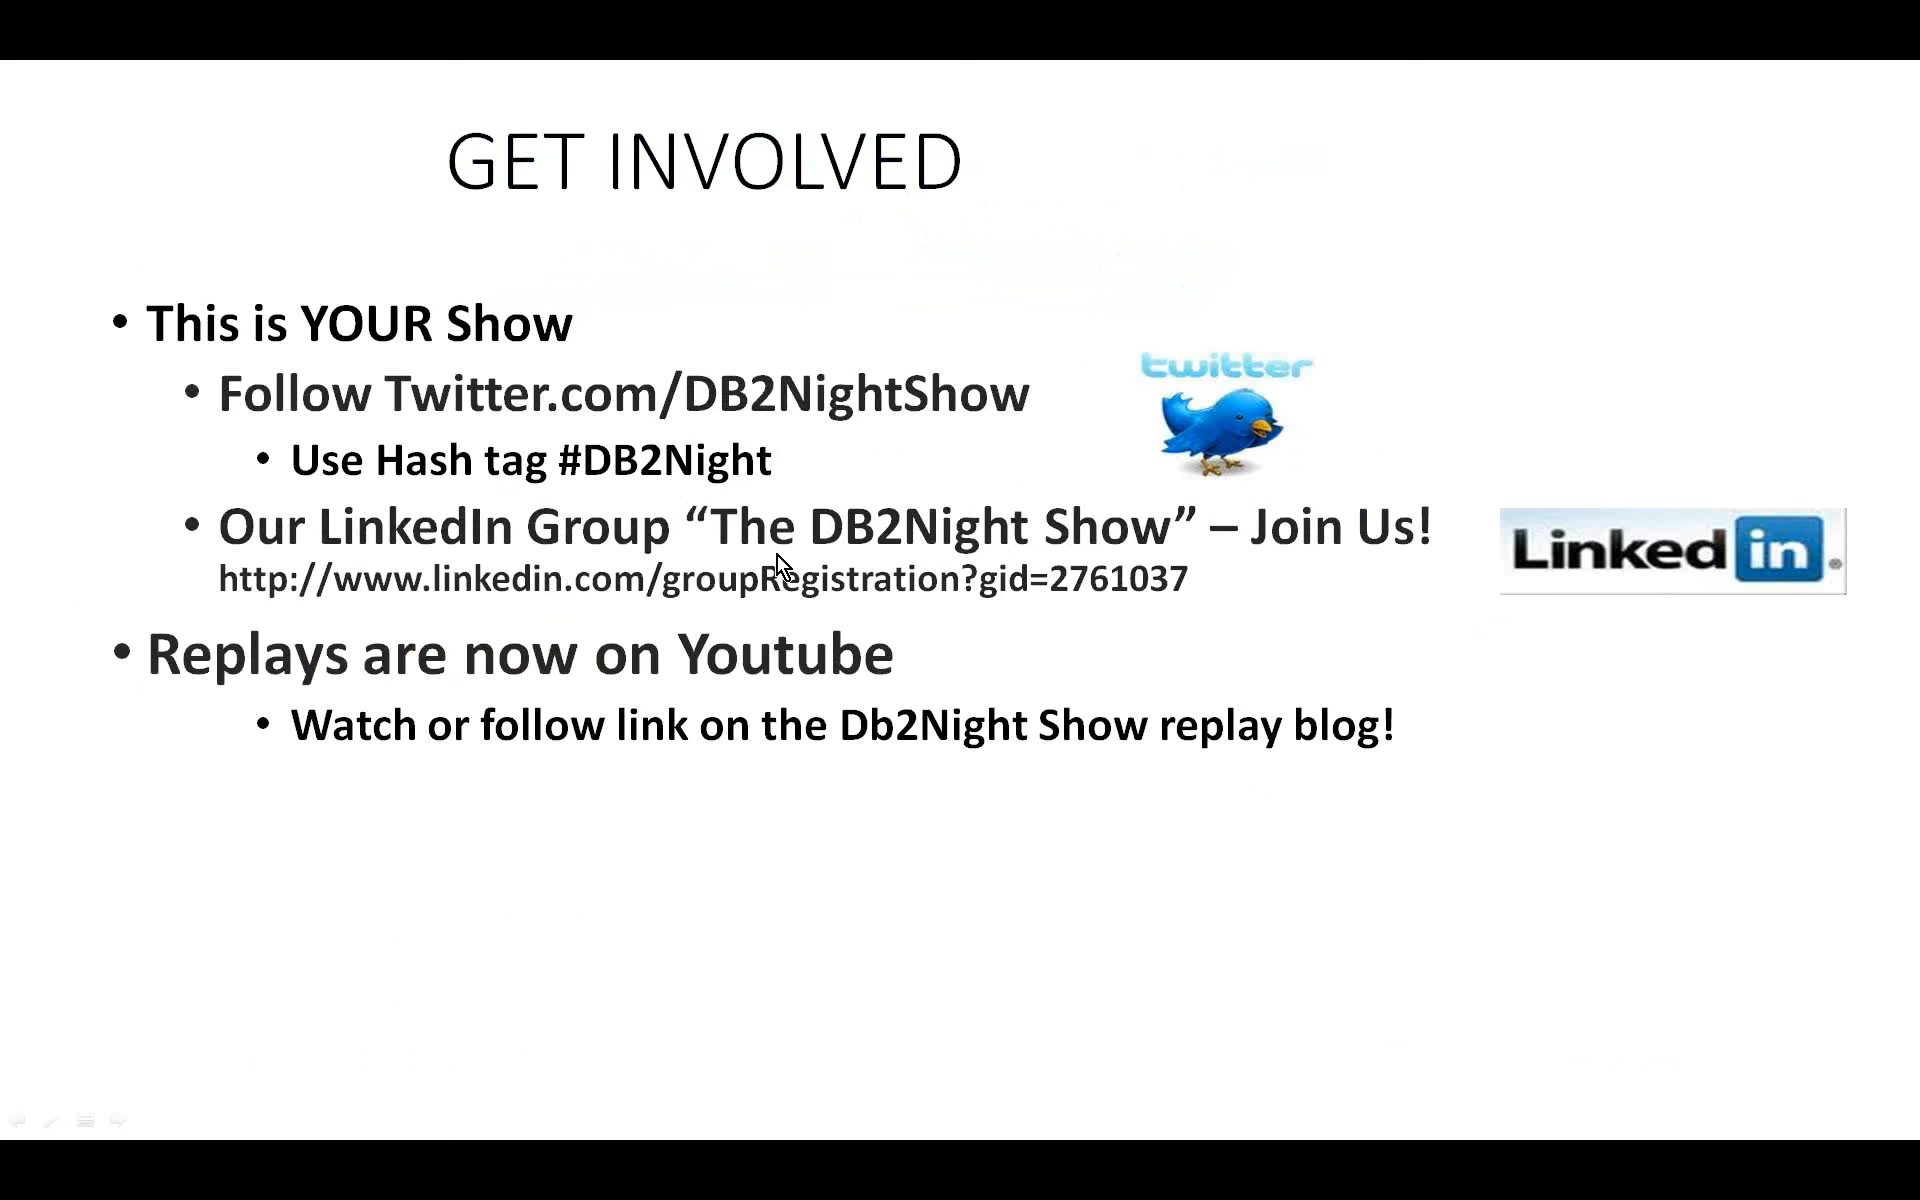 GET INVOLVED
• This is YOUR Show
• Follow Twitter.com/DB2NightShow
twitter
• Use Hash tag #DB2Night
• Our LinkedIn Group “The DB2Night Show” – Join Us!
http://www.linkedin.com/groupRegistration?gid=2761037
Linked in®
• Replays are now on Youtube
• Watch or follow link on the Db2Night Show replay blog!